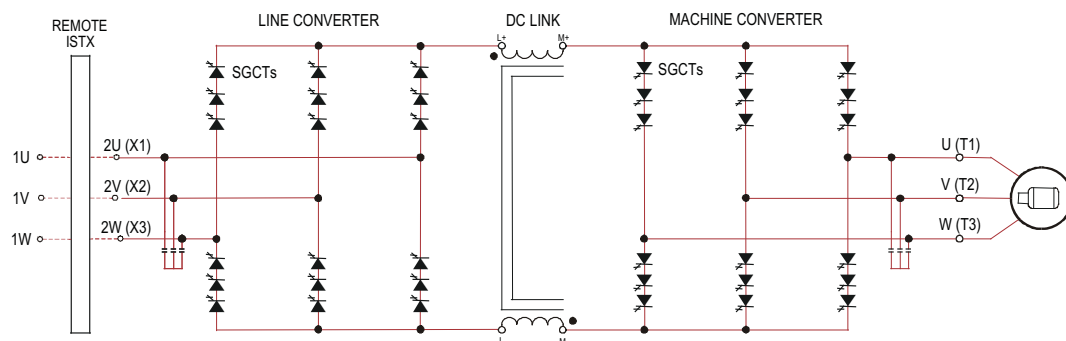 REMOTE
ISTX
LINE CONVERTER
DC LINK
MACHINE CONVERTER
L+
M+
SGCTs
SGCTs
1U
2U (X1)
U (T1)
1V
2V (X2)
V (T2)
1W
2W (X3)
W (T3)